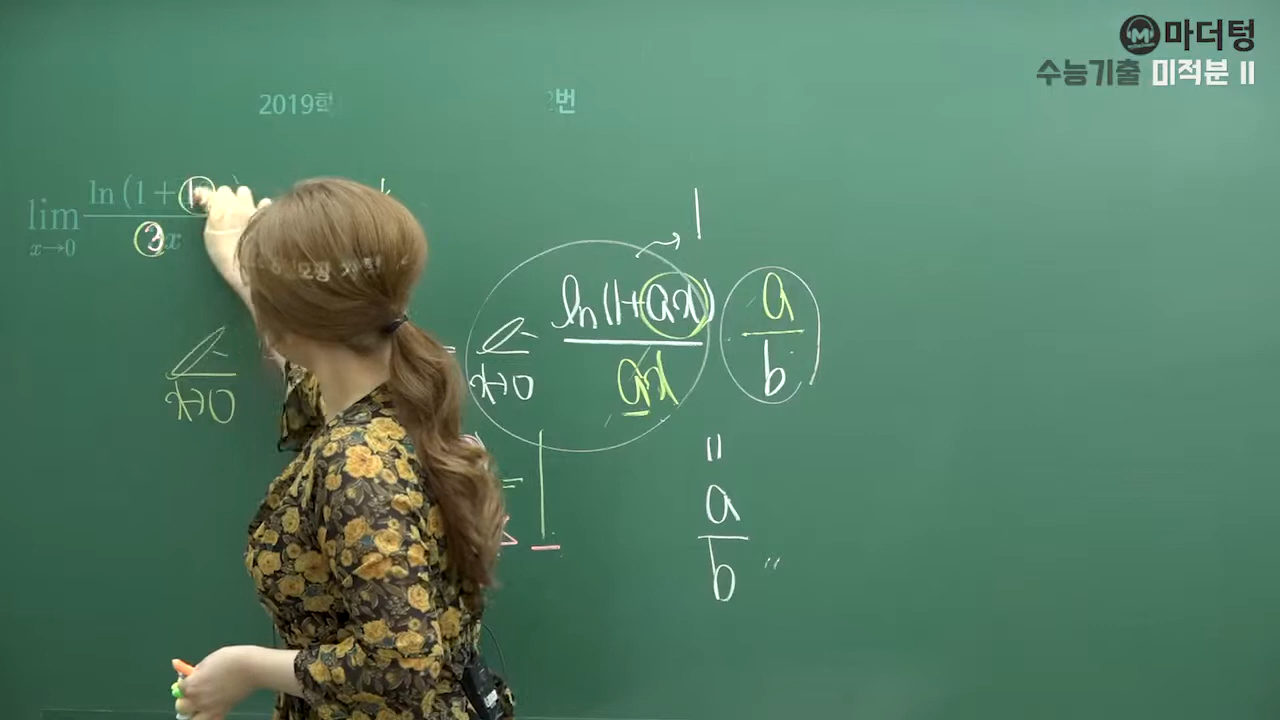 마더텅
수능기출 미적분 II
2019학 번
lim x→0 ln(1+ 3x
1
lim x→0 ln(1+ax) / ax a/b
lim x→0
= 1
=
a/b